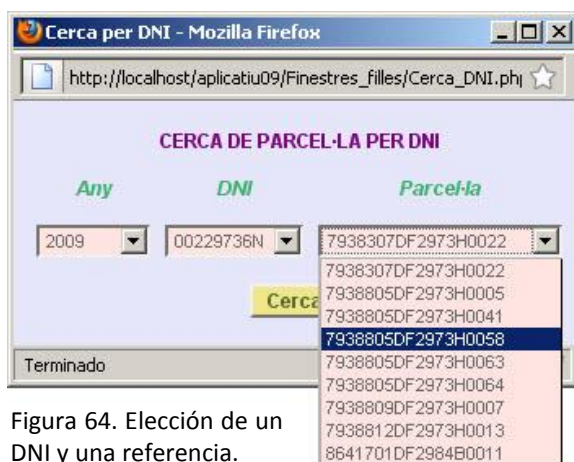 Cerca per DNI - Mozilla Firefox
http://localhost/aplicatiu09/Finestres_filles/Cerca_DNI.php
CERCA DE PARCEL·LA PER DNI
Any DNI Parcel·la
2009 00229736N 7938307DF2973H0022
7938307DF2973H0022
7938805DF2973H0005
Cerca
7938805DF2973H0041
7938805DF2973H0058
Terminado
7938805DF2973H0063
7938805DF2973H0064
7938809DF2973H0007
7938812DF2973H0013
8641701DF2984B0011
Figura 64. Elección de un
DNI y una referencia.